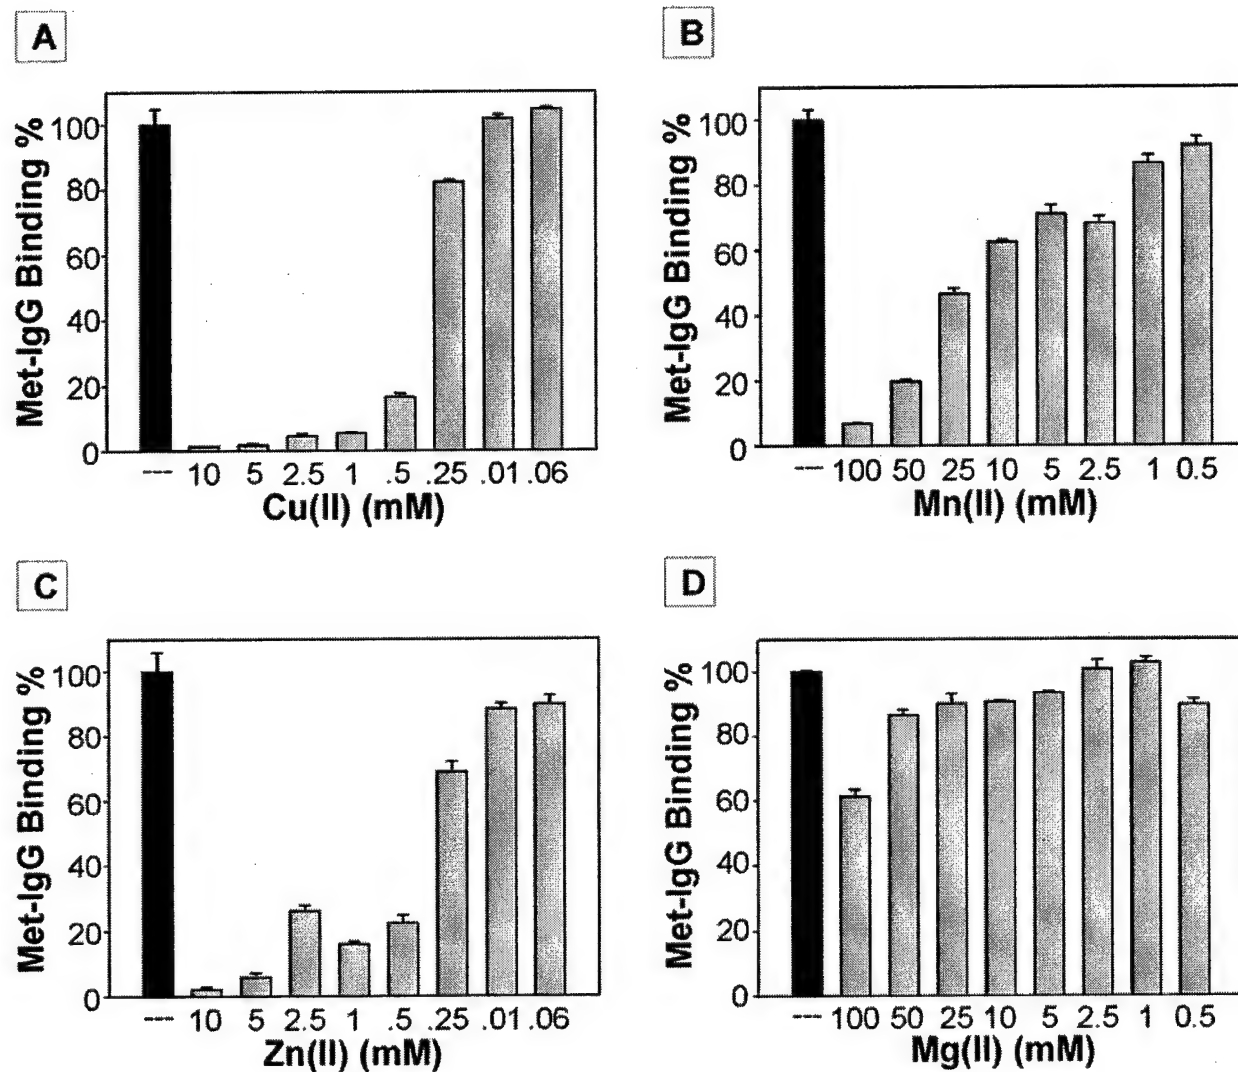 A
Met-IgG Binding %
100
80
60
40
20
0
--- 10 5 2.5 1 .5 .25 .01 .06
Cu(II) (mM)
B
Met-IgG Binding %
100
80
60
40
20
0
--- 100 50 25 10 5 2.5 1 0.5
Mn(II) (mM)
C
Met-IgG Binding %
100
80
60
40
20
0
--- 10 5 2.5 1 .5 .25 .01 .06
Zn(II) (mM)
D
Met-IgG Binding %
100
80
60
40
20
0
--- 100 50 25 10 5 2.5 1 0.5
Mg(II) (mM)